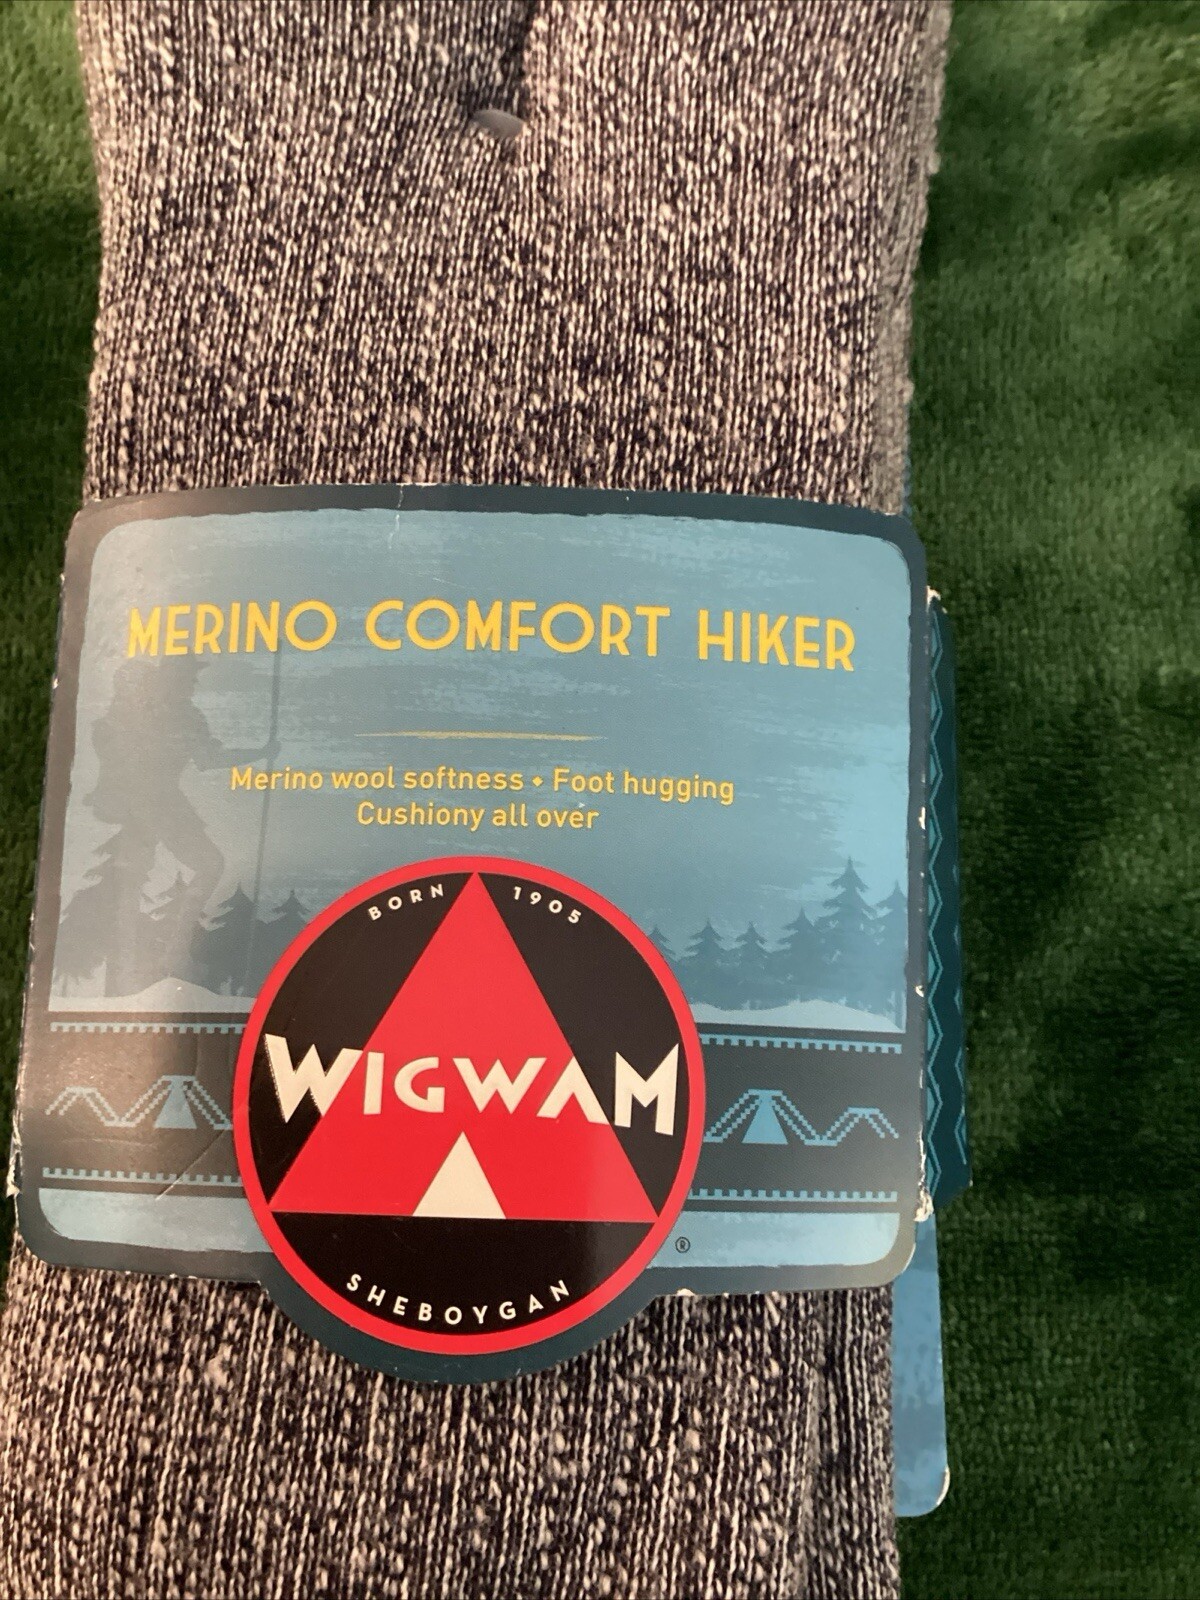 MERINO COMFORT HIKER
Merino wool softness • Foot hugging
Cushiony all over
BORN 1905
WIGWAM
®
SHEBOYGAN